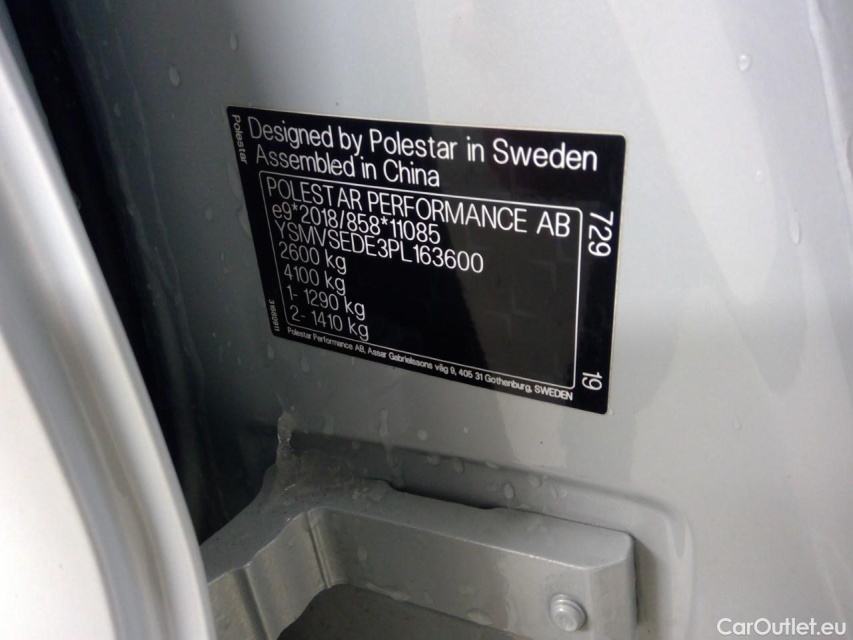 Polestar
Designed by Polestar in Sweden
Assembled in China
POLESTAR PERFORMANCE AB
e9*2018/858*11085
YSMVSEDE3PL163600
2600 kg
4100 kg
1- 1290 kg
2- 1410 kg
729
19
Polestar Performance AB, Assar Gabrielssons väg 9, 405 31 Gothenburg, SWEDEN
CarOutlet.eu